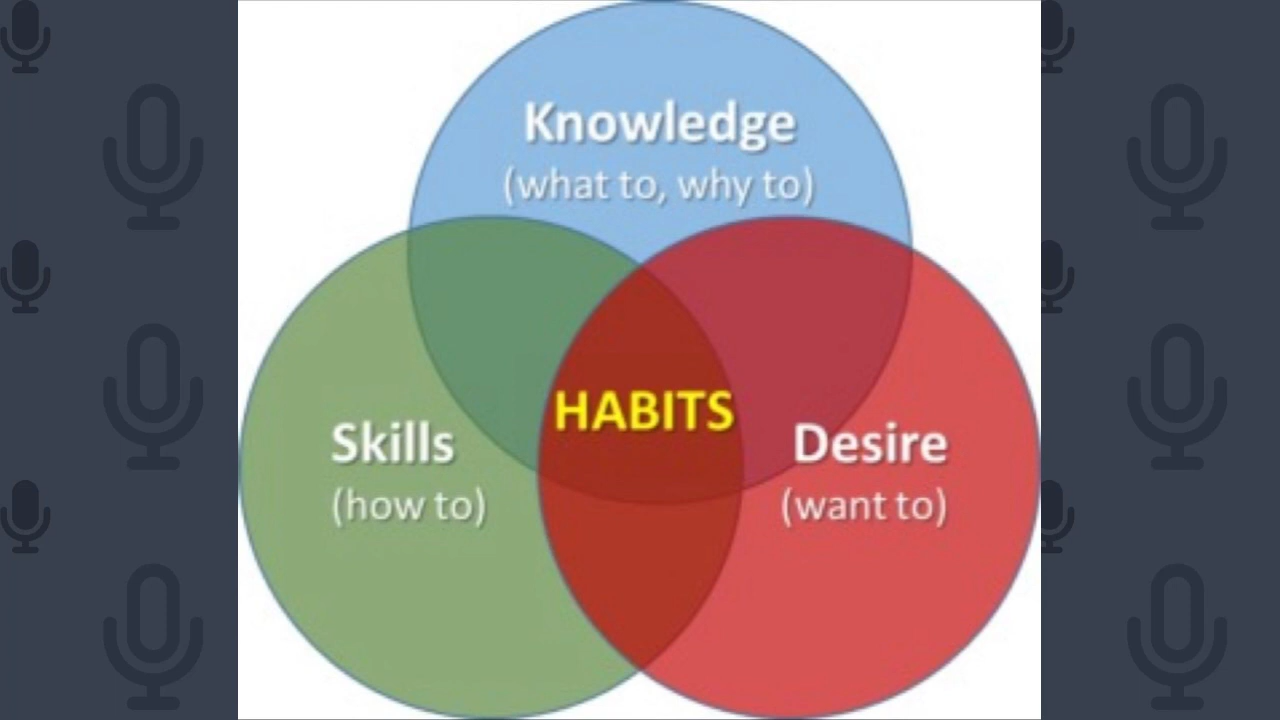 Knowledge
(what to, why to)
HABITS
Skills
(how to)
Desire
(want to)